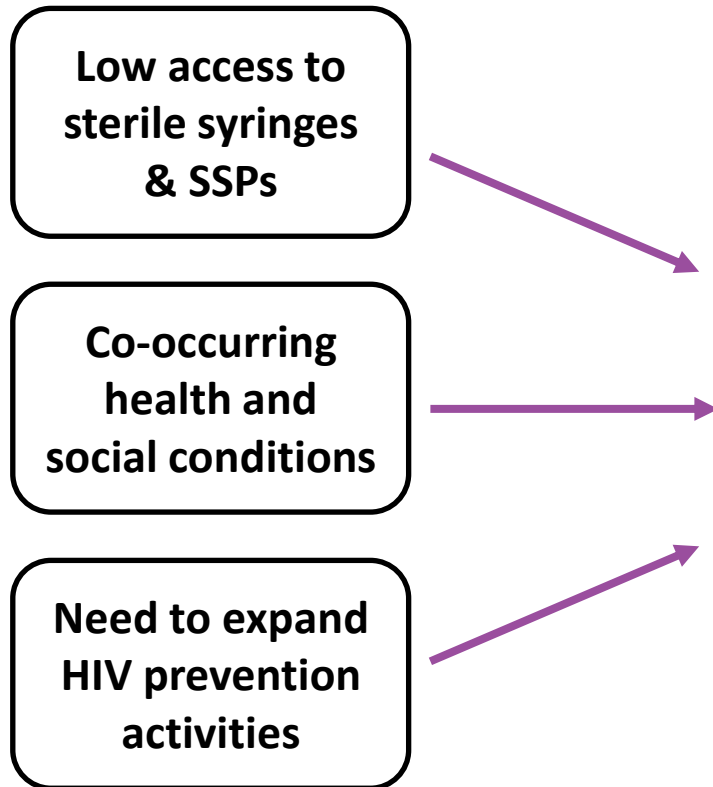 Low access to
sterile syringes
& SSPs
Co-occurring
health and
social conditions
Need to expand
HIV prevention
activities